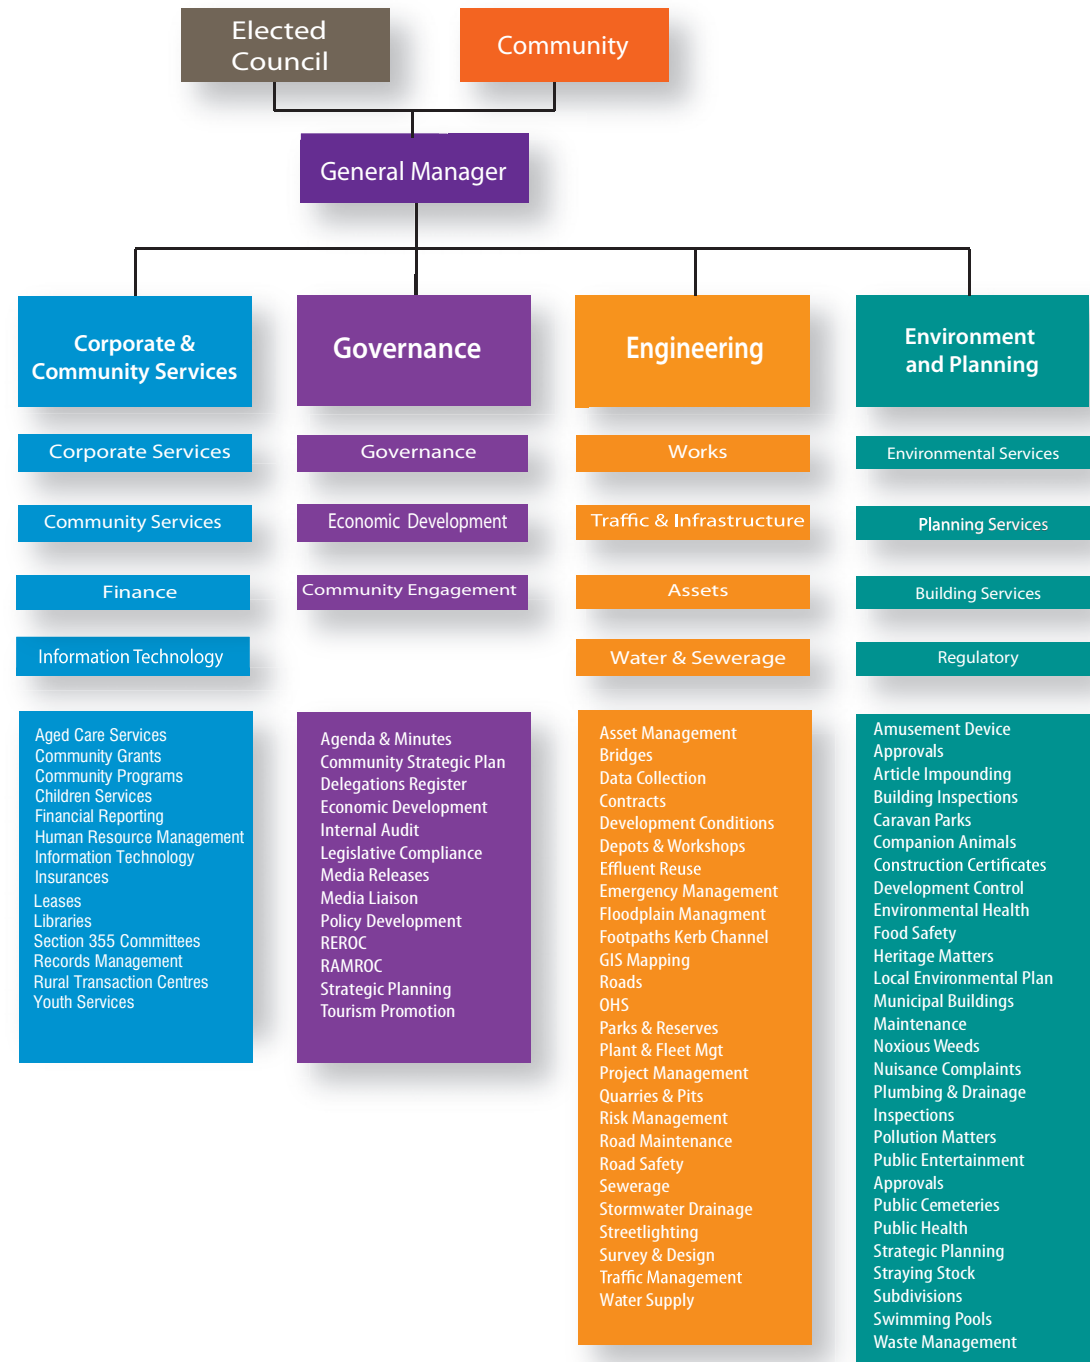 Elected
Council
Community
General Manager
Corporate &
Community Services
Governance
Engineering
Environment
and Planning
Corporate Services
Governance
Works
Environmental Services
Community Services
Economic Development
Traffic & Infrastructure
Planning Services
Finance
Community Engagement
Assets
Building Services
Information Technology
Water & Sewerage
Regulatory
Aged Care Services
Community Grants
Community Programs
Children Services
Financial Reporting
Human Resource Management
Information Technology
Insurances
Leases
Libraries
Section 355 Committees
Records Management
Rural Transaction Centres
Youth Services
Agenda & Minutes
Community Strategic Plan
Delegations Register
Economic Development
Internal Audit
Legislative Compliance
Media Releases
Media Liaison
Policy Development
REROC
RAMROC
Strategic Planning
Tourism Promotion
Asset Management
Bridges
Data Collection
Contracts
Development Conditions
Depots & Workshops
Effluent Reuse
Emergency Management
Floodplain Managment
Footpaths Kerb Channel
GIS Mapping
Roads
OHS
Parks & Reserves
Plant & Fleet Mgt
Project Management
Quarries & Pits
Risk Management
Road Maintenance
Road Safety
Sewerage
Stormwater Drainage
Streetlighting
Survey & Design
Traffic Management
Water Supply
Amusement Device
Approvals
Article Impounding
Building Inspections
Caravan Parks
Companion Animals
Construction Certificates
Development Control
Environmental Health
Food Safety
Heritage Matters
Local Environmental Plan
Municipal Buildings
Maintenance
Noxious Weeds
Nuisance Complaints
Plumbing & Drainage
Inspections
Pollution Matters
Public Entertainment
Approvals
Public Cemeteries
Public Health
Strategic Planning
Straying Stock
Subdivisions
Swimming Pools
Waste Management